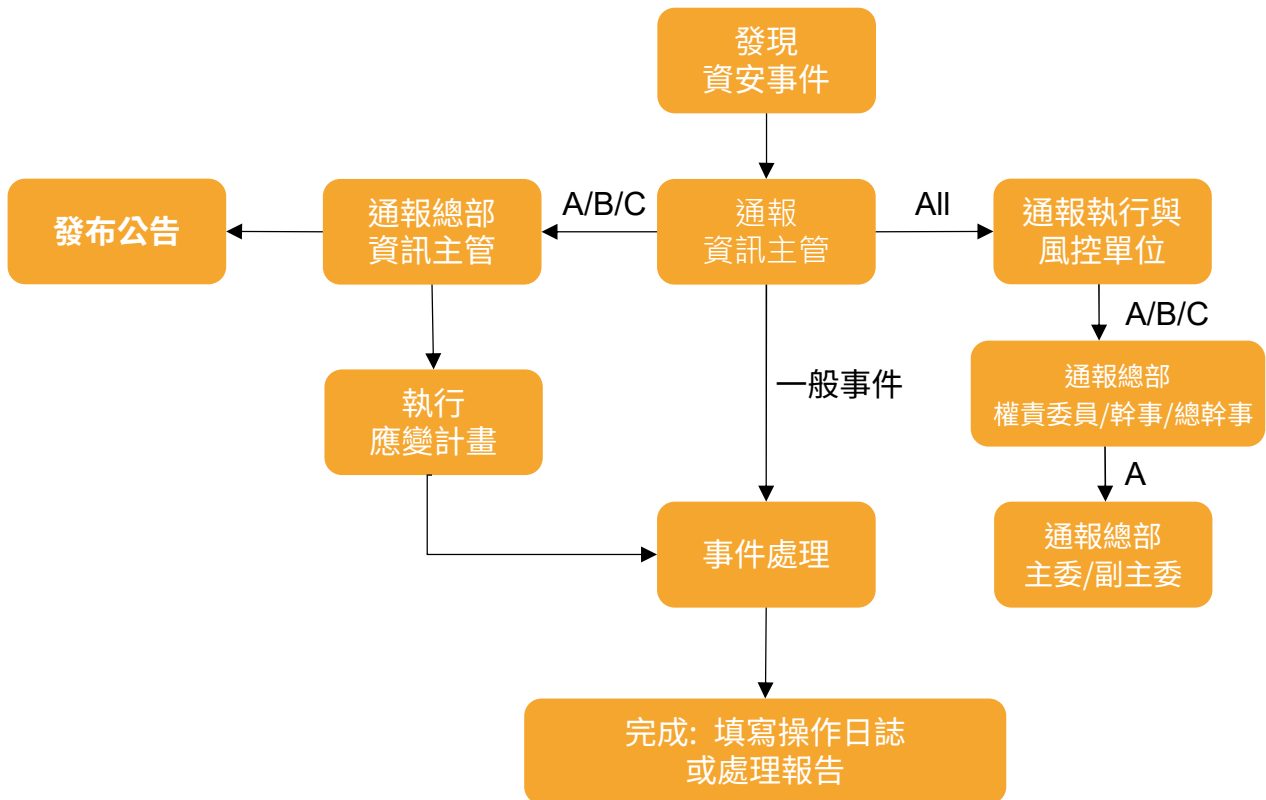 發現
資安事件
發布公告
通報總部
資訊主管
A/B/C
通報
資訊主管
All
通報執行與
風控單位
A/B/C
執行
應變計畫
一般事件
通報總部
權責委員/幹事/總幹事
A
事件處理
通報總部
主委/副主委
完成: 填寫操作日誌
或處理報告